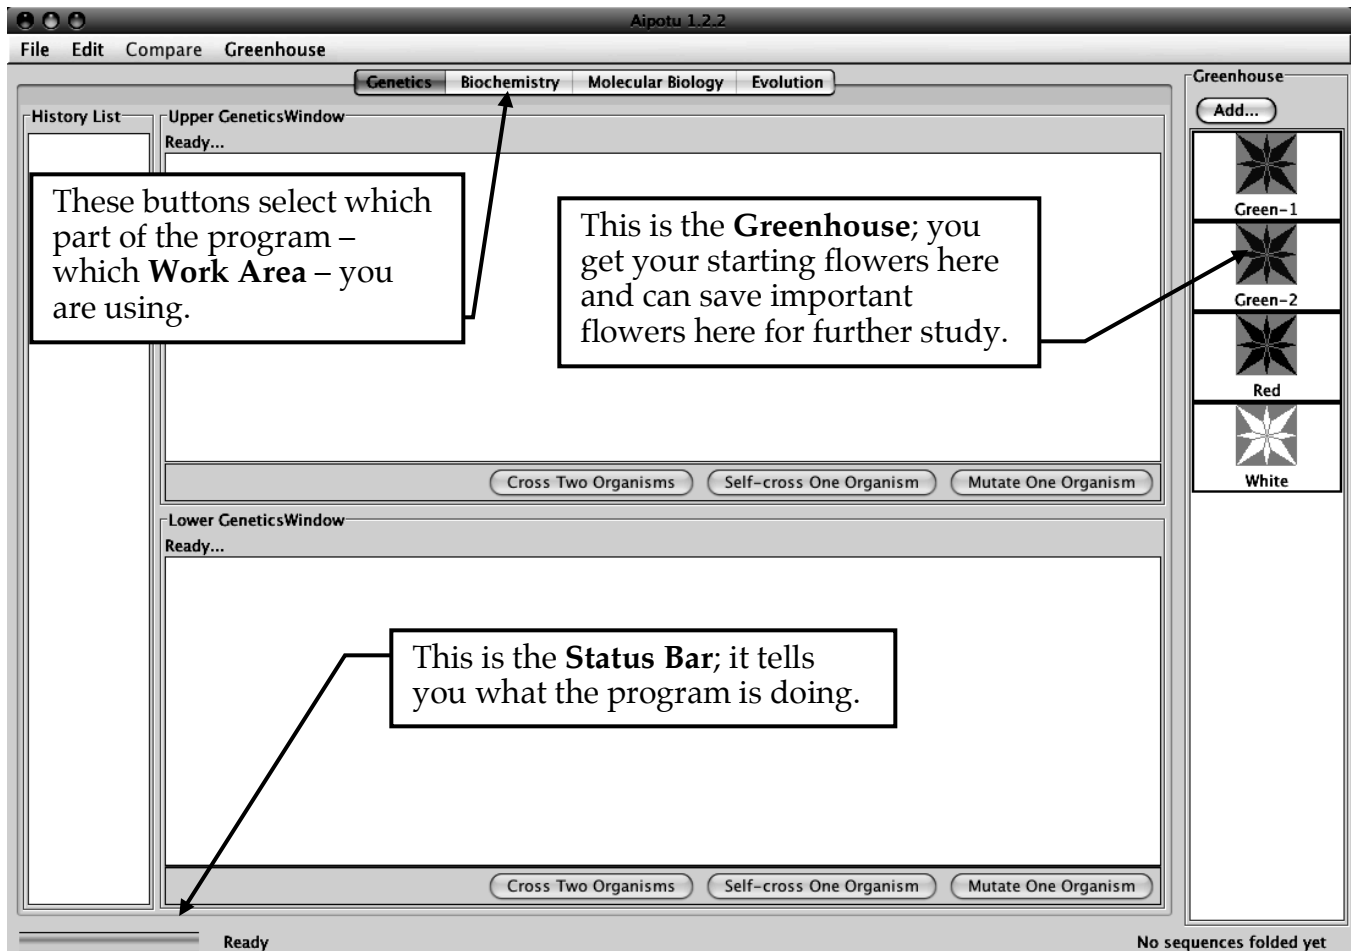 Aipotu 1.2.2
File Edit Compare Greenhouse
Genetics Biochemistry Molecular Biology Evolution
History List
Upper GeneticsWindow
Ready...
These buttons select which
part of the program –
which Work Area – you
are using.
This is the Greenhouse; you
get your starting flowers here
and can save important
flowers here for further study.
Cross Two Organisms Self-cross One Organism Mutate One Organism
Lower GeneticsWindow
Ready...
This is the Status Bar; it tells
you what the program is doing.
Cross Two Organisms Self-cross One Organism Mutate One Organism
Greenhouse
Add...
Green-1
Green-2
Red
White
Ready
No sequences folded yet